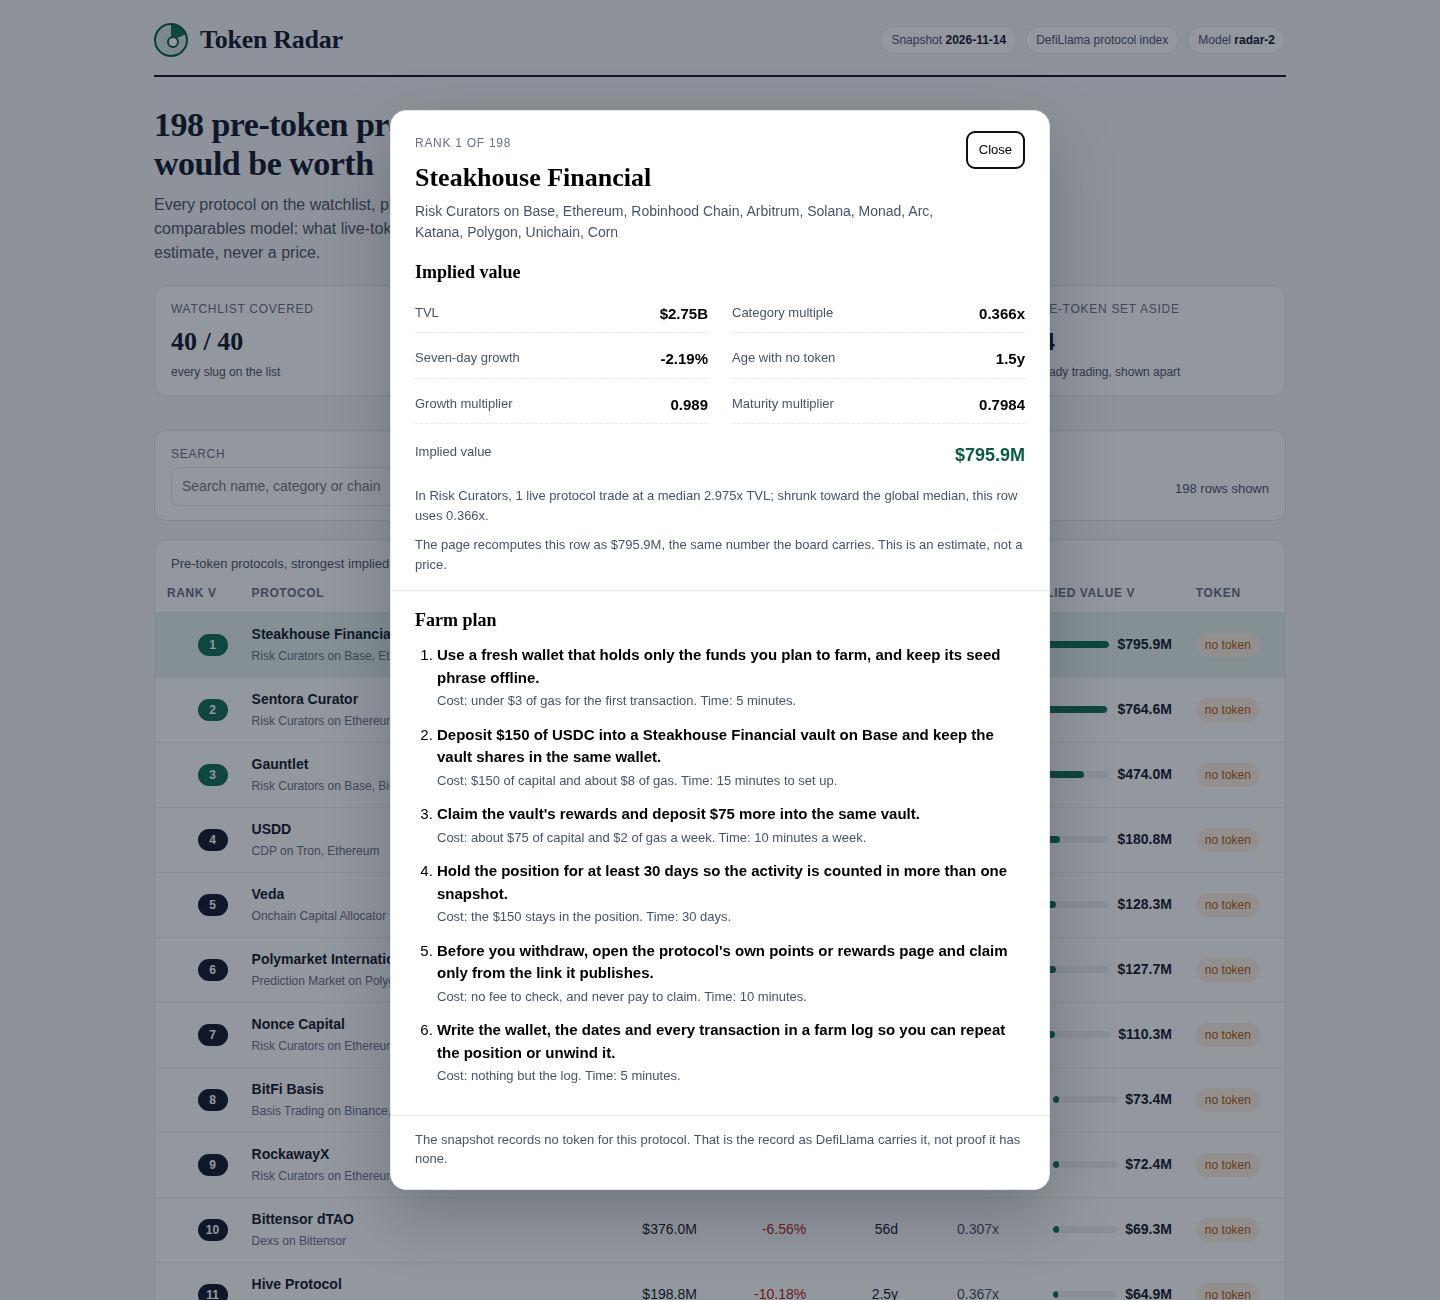 Token Radar
Snapshot 2026-11-14
DefiLlama protocol index
Model radar-2
198 pre-token pr
would be worth
Every protocol on the watchlist, p
comparables model: what live-tok
estimate, never a price.
WATCHLIST COVERED
40 / 40
every slug on the list
E-TOKEN SET ASIDE
4
ady trading, shown apart
SEARCH
Search name, category or chain
198 rows shown
Pre-token protocols, strongest implied
RANK V
PROTOCOL
LIED VALUE V
TOKEN
1
Steakhouse Financia
Risk Curators on Base, Et
$795.9M
no token
2
Sentora Curator
Risk Curators on Ethereur
$764.6M
no token
3
Gauntlet
Risk Curators on Base, Bi
$474.0M
no token
4
USDD
CDP on Tron, Ethereum
$180.8M
no token
5
Veda
Onchain Capital Allocator
$128.3M
no token
6
Polymarket Internatio
Prediction Market on Polyg
$127.7M
no token
7
Nonce Capital
Risk Curators on Ethereur
$110.3M
no token
8
BitFi Basis
Basis Trading on Binance,
$73.4M
no token
9
RockawayX
Risk Curators on Ethereur
$72.4M
no token
10
Bittensor dTAO
Dexs on Bittensor
$376.0M
-6.56%
56d
0.307x
$69.3M
no token
11
Hive Protocol
$198.8M
-10.18%
2.5y
0.367x
$64.9M
no token
RANK 1 OF 198
Close
Steakhouse Financial
Risk Curators on Base, Ethereum, Robinhood Chain, Arbitrum, Solana, Monad, Arc,
Katana, Polygon, Unichain, Corn
Implied value
TVL
$2.75B
Category multiple
0.366x
Seven-day growth
-2.19%
Age with no token
1.5y
Growth multiplier
0.989
Maturity multiplier
0.7984
Implied value
$795.9M
In Risk Curators, 1 live protocol trade at a median 2.975x TVL; shrunk toward the global median, this row
uses 0.366x.
The page recomputes this row as $795.9M, the same number the board carries. This is an estimate, not a
price.
Farm plan
1. Use a fresh wallet that holds only the funds you plan to farm, and keep its seed
phrase offline.
Cost: under $3 of gas for the first transaction. Time: 5 minutes.
2. Deposit $150 of USDC into a Steakhouse Financial vault on Base and keep the
vault shares in the same wallet.
Cost: $150 of capital and about $8 of gas. Time: 15 minutes to set up.
3. Claim the vault's rewards and deposit $75 more into the same vault.
Cost: about $75 of capital and $2 of gas a week. Time: 10 minutes a week.
4. Hold the position for at least 30 days so the activity is counted in more than one
snapshot.
Cost: the $150 stays in the position. Time: 30 days.
5. Before you withdraw, open the protocol's own points or rewards page and claim
only from the link it publishes.
Cost: no fee to check, and never pay to claim. Time: 10 minutes.
6. Write the wallet, the dates and every transaction in a farm log so you can repeat
the position or unwind it.
Cost: nothing but the log. Time: 5 minutes.
The snapshot records no token for this protocol. That is the record as DefiLlama carries it, not proof it has
none.